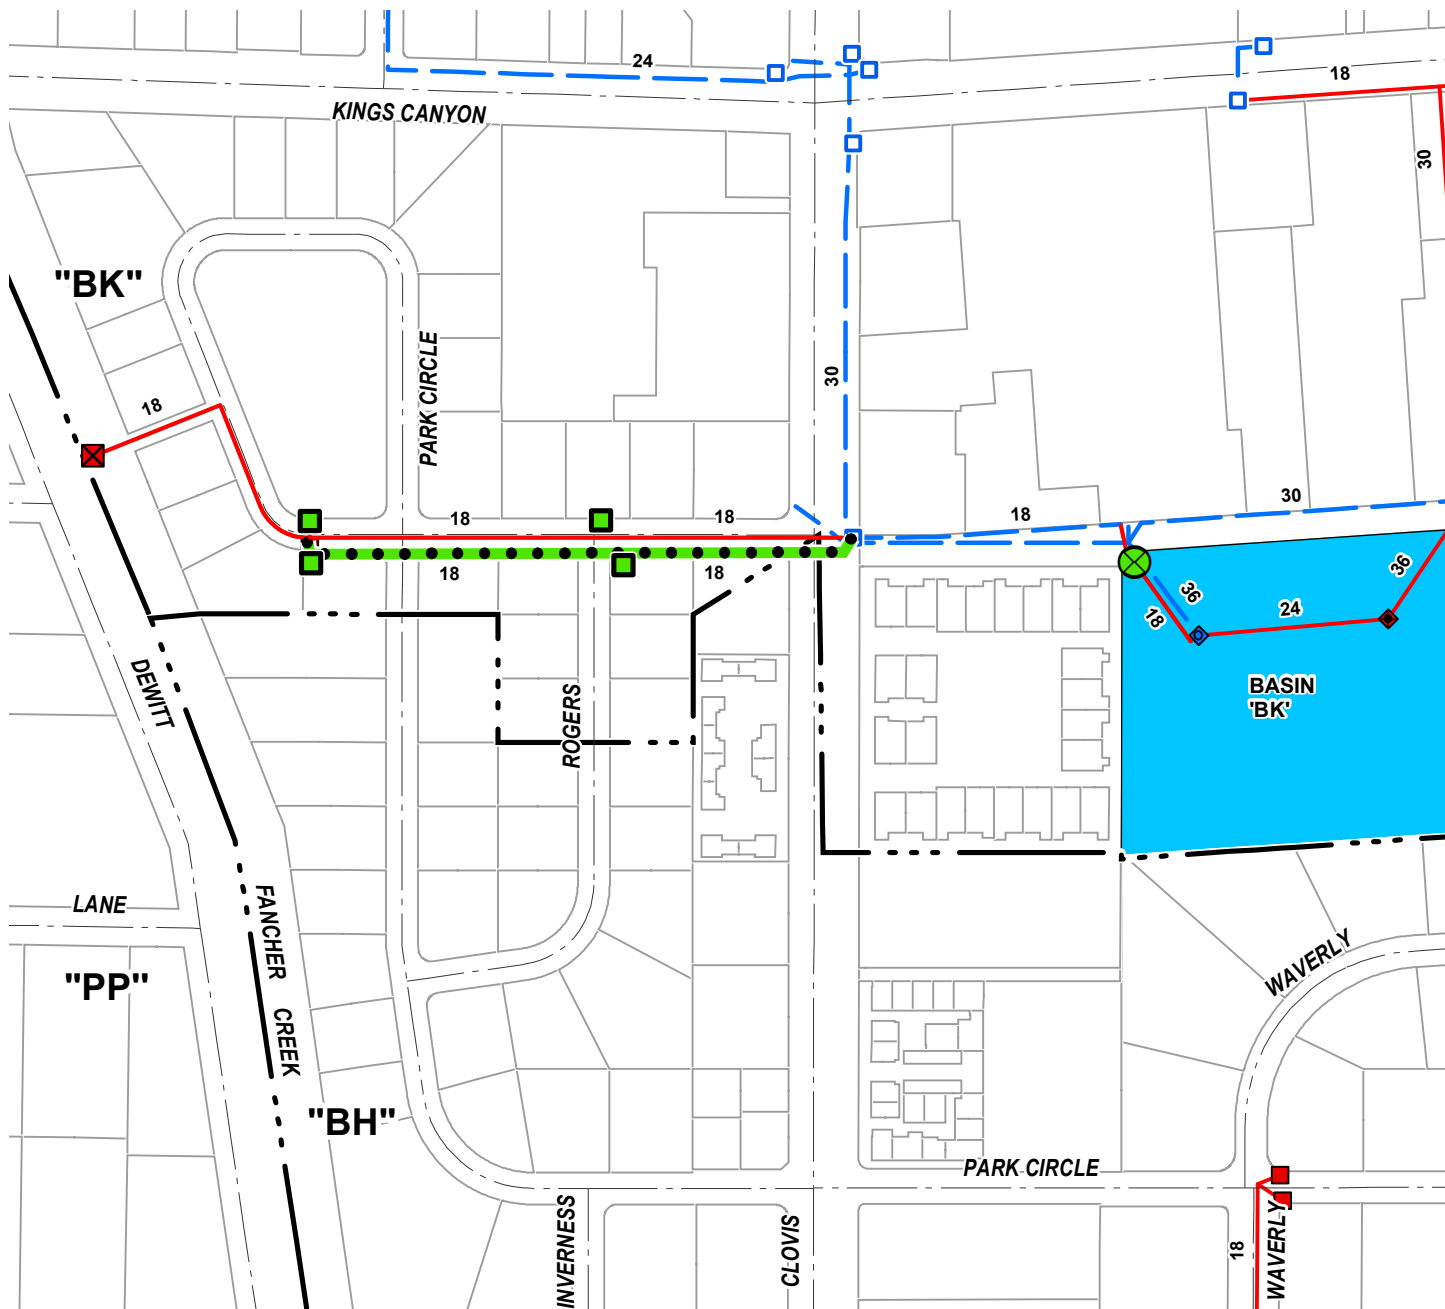 24
18
KINGS CANYON
30
"BK"
PARK CIRCLE
30
18
18
18
18
30
18
18
36
18
24
36
BASIN
'BK'
DEWITT
ROGERS
LANE
FANCHER CREEK
"PP"
WAVERLY
"BH"
PARK CIRCLE
INVERNESS
CLOVIS
18
WAVERLY